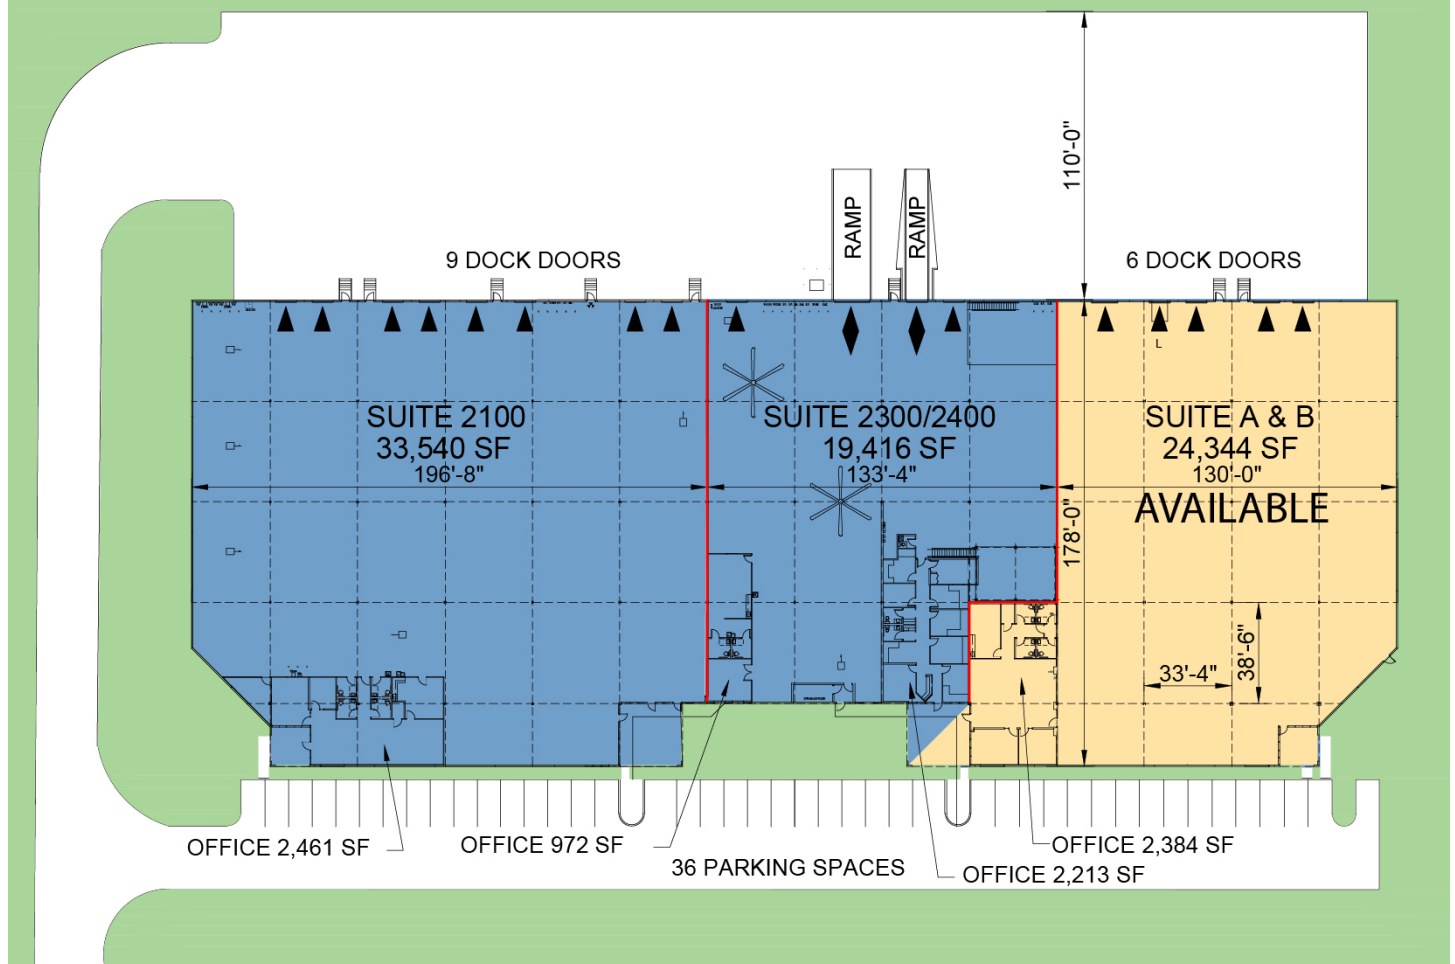 110'-0"
RAMP
RAMP
9 DOCK DOORS
6 DOCK DOORS
L
SUITE 2100
33,540 SF
196'-8"
SUITE 2300/2400
19,416 SF
133'-4"
SUITE A & B
24,344 SF
130'-0"
AVAILABLE
178'-0"
38'-6"
33'-4"
OFFICE 2,461 SF
OFFICE 972 SF
36 PARKING SPACES
OFFICE 2,384 SF
OFFICE 2,213 SF